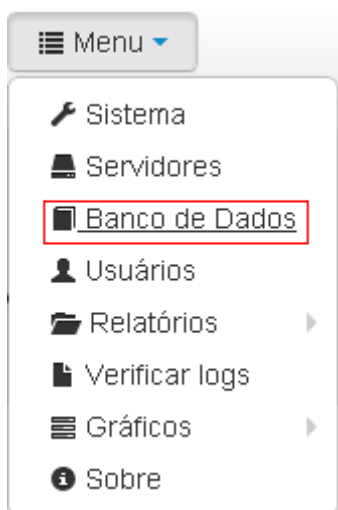 Menu
Sistema
Servidores
Banco de Dados
Usuários
Relatórios
Verificar logs
Gráficos
Sobre